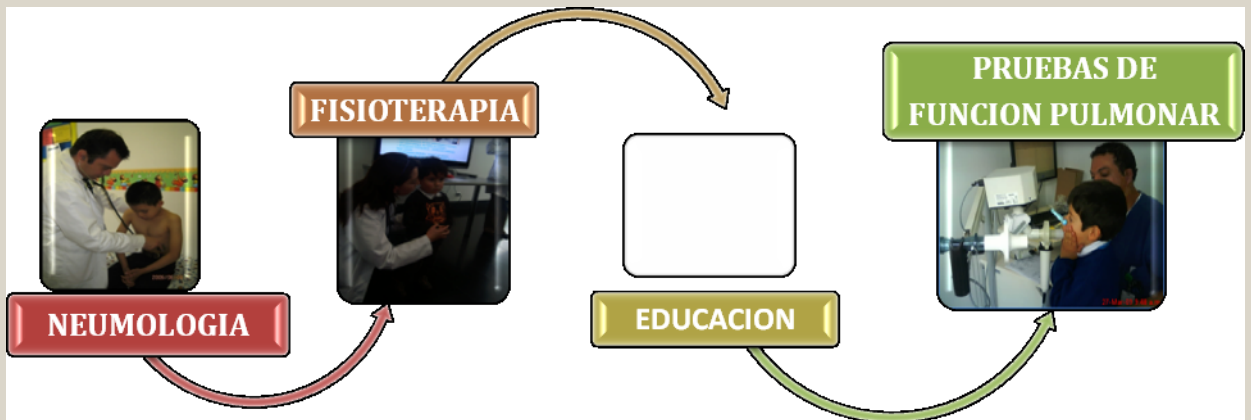 NEUMOLOGIA
FISIOTERAPIA
EDUCACION
PRUEBAS DE
FUNCION PULMONAR